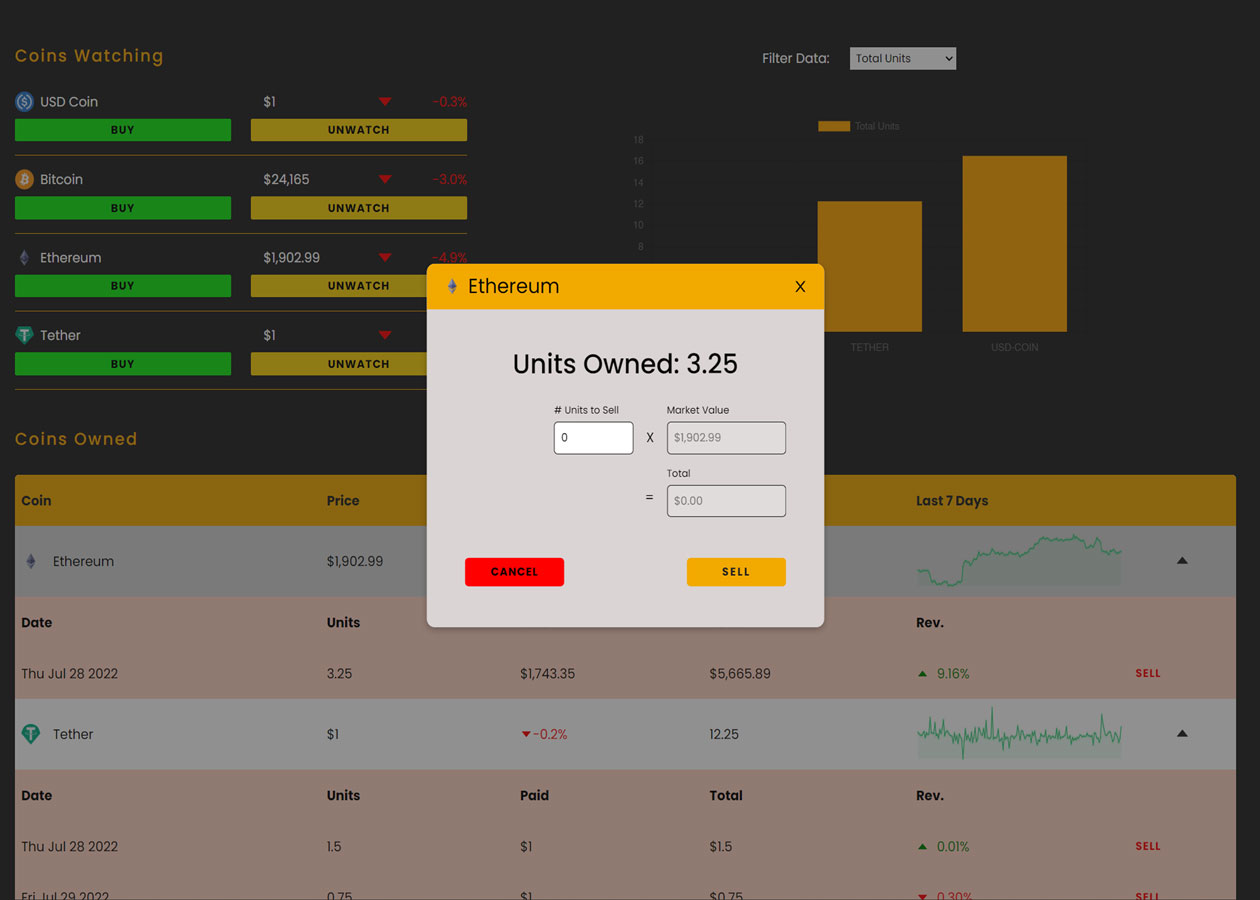 Coins Watching
Filter Data: Total Units
USD Coin $1 -0.3%
BUY UNWATCH
Bitcoin $24,165 -3.0%
BUY UNWATCH
Ethereum $1,902.99 -4.9%
BUY UNWATCH
Tether $1
BUY UNWATCH
Total Units
18
16
14
12
10
8
TETHER USD COIN
Ethereum X
Units Owned: 3.25
# Units to Sell Market Value
0 X $1,902.99
Total
= $0.00
CANCEL SELL
Coins Owned
Coin Price Last 7 Days
Ethereum $1,902.99
Date Units Rev.
Thu Jul 28 2022 3.25 $1,743.35 $5,665.89 9.16% SELL
Tether $1 -0.2% 12.25
Date Units Paid Total Rev.
Thu Jul 28 2022 1.5 $1 $1.5 0.01% SELL
Fri Jul 29 2022 0.75 $1 $0.75 0.30% SELL